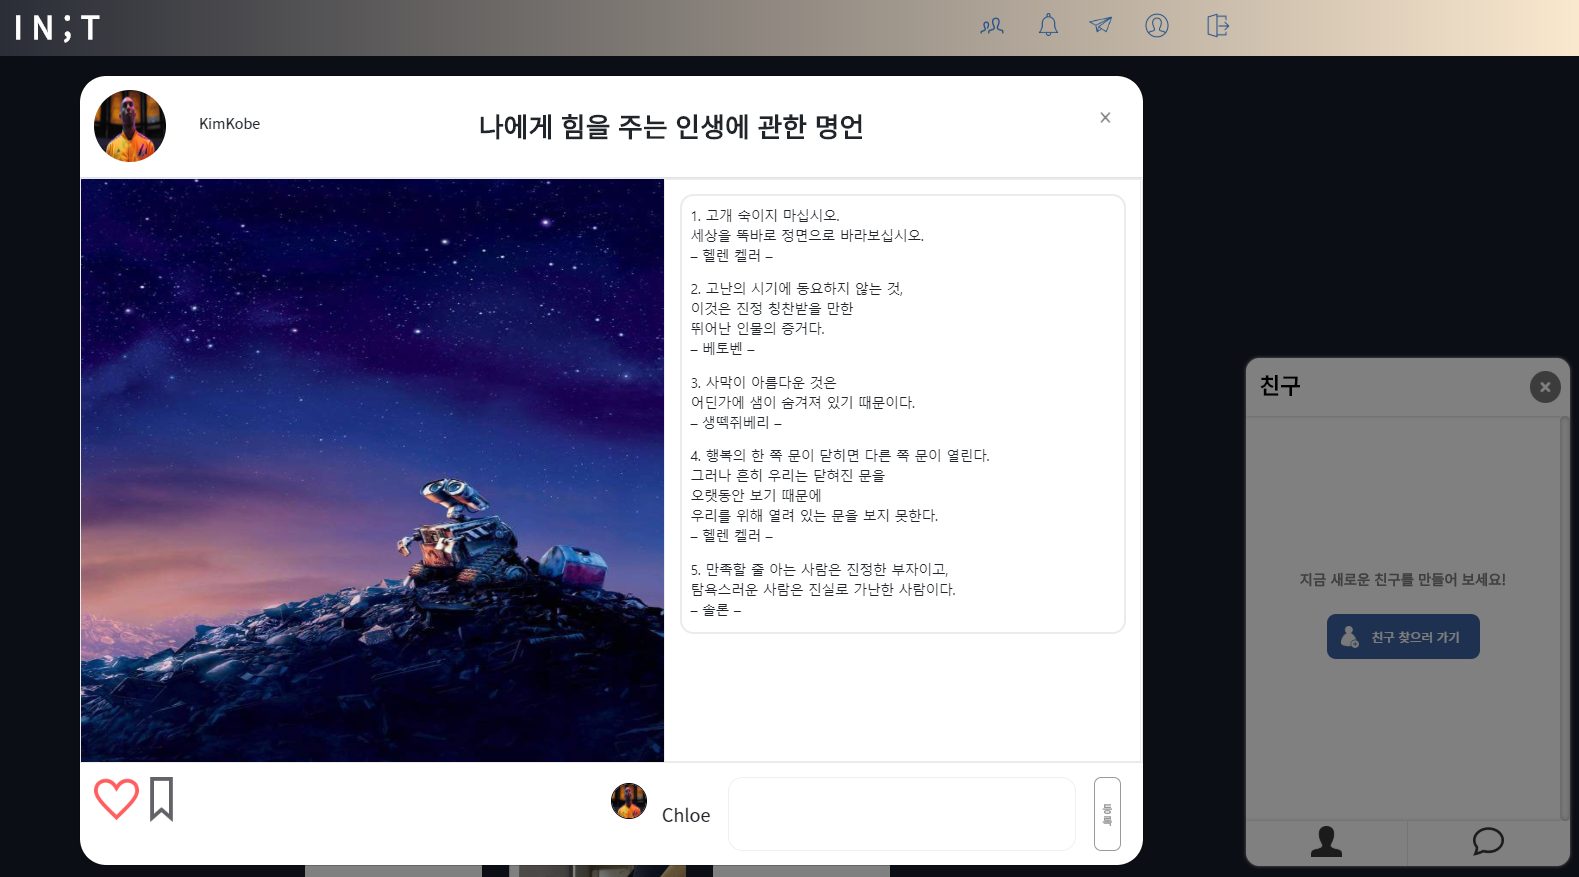 IN;T
KimKobe
나에게 힘을 주는 인생에 관한 명언
1. 고개 숙이지 마십시오.
세상을 똑바로 정면으로 바라보십시오.
– 헬렌 켈러 –
2. 고난의 시기에 동요하지 않는 것,
이것은 진정 칭찬받을 만한
뛰어난 인물의 증거다.
– 베토벤 –
3. 사막이 아름다운 것은
어딘가에 샘이 숨겨져 있기 때문이다.
– 생떽쥐베리 –
4. 행복의 한 쪽 문이 닫히면 다른 쪽 문이 열린다.
그러나 흔히 우리는 닫혀진 문을
오랫동안 보기 때문에
우리를 위해 열려 있는 문을 보지 못한다.
– 헬렌 켈러 –
5. 만족할 줄 아는 사람은 진정한 부자이고,
탐욕스러운 사람은 진실로 가난한 사람이다.
– 솔론 –
Chloe
등
록
친구
지금 새로운 친구를 만들어 보세요!
친구 찾으러 가기